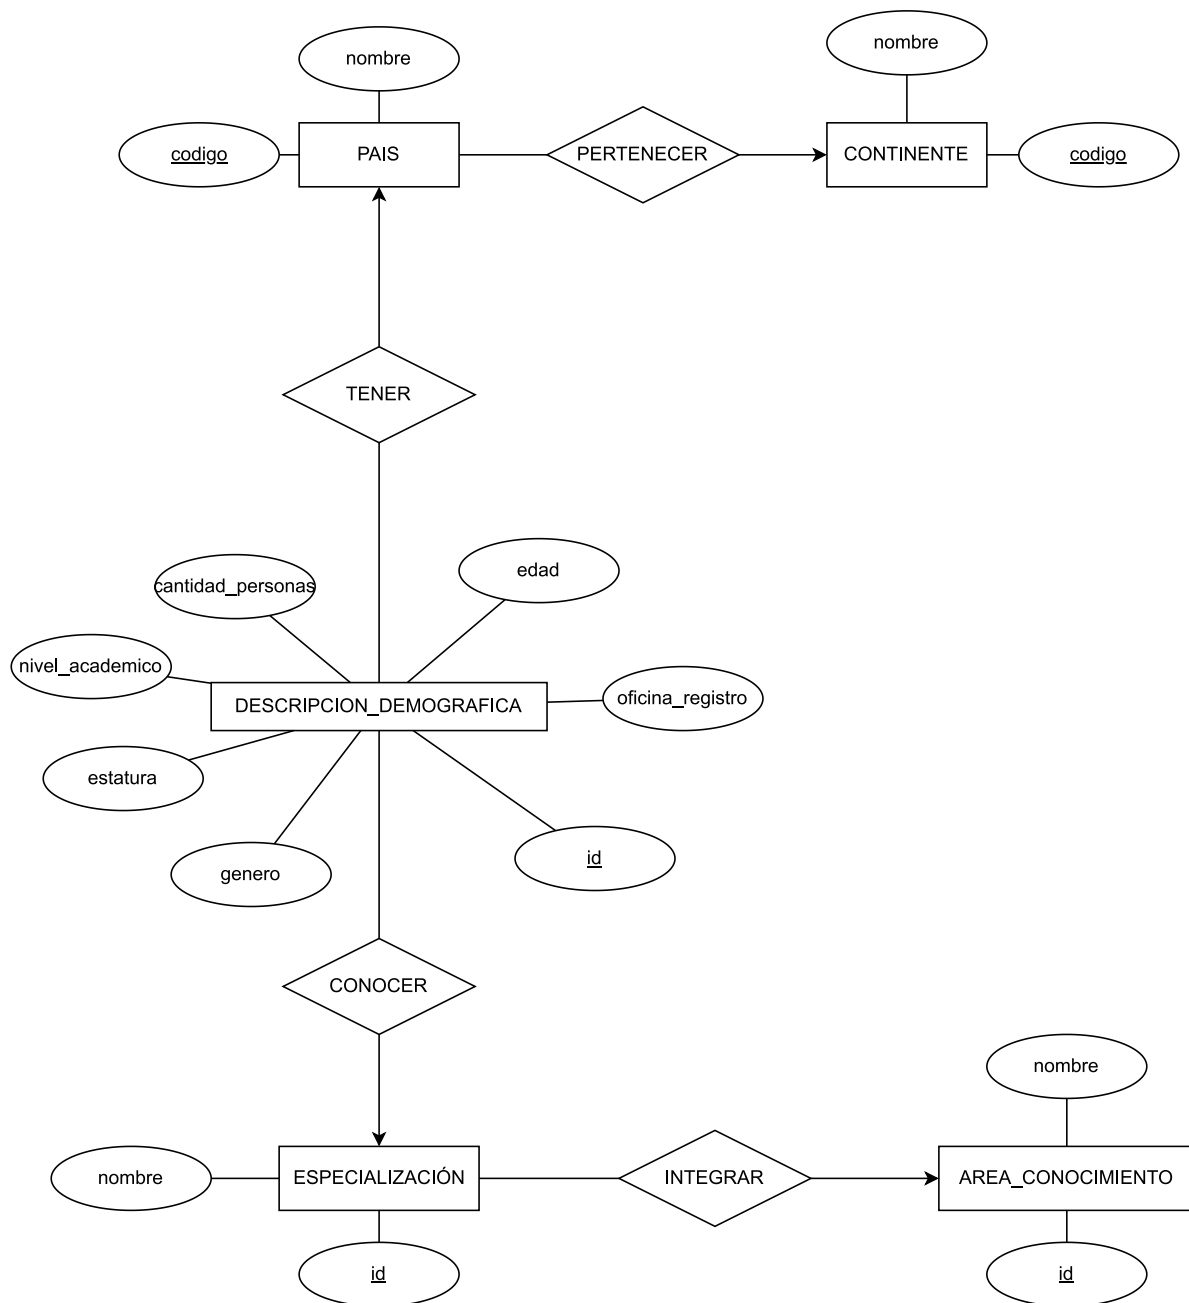 nombre
nombre
codigo
PAIS
PERTENECER
CONTINENTE
codigo
TENER
cantidad_personas
edad
nivel_academico
DESCRIPCION_DEMOGRAFICA
oficina_registro
estatura
genero
id
CONOCER
nombre
nombre
ESPECIALIZACIÓN
INTEGRAR
AREA_CONOCIMIENTO
id
id